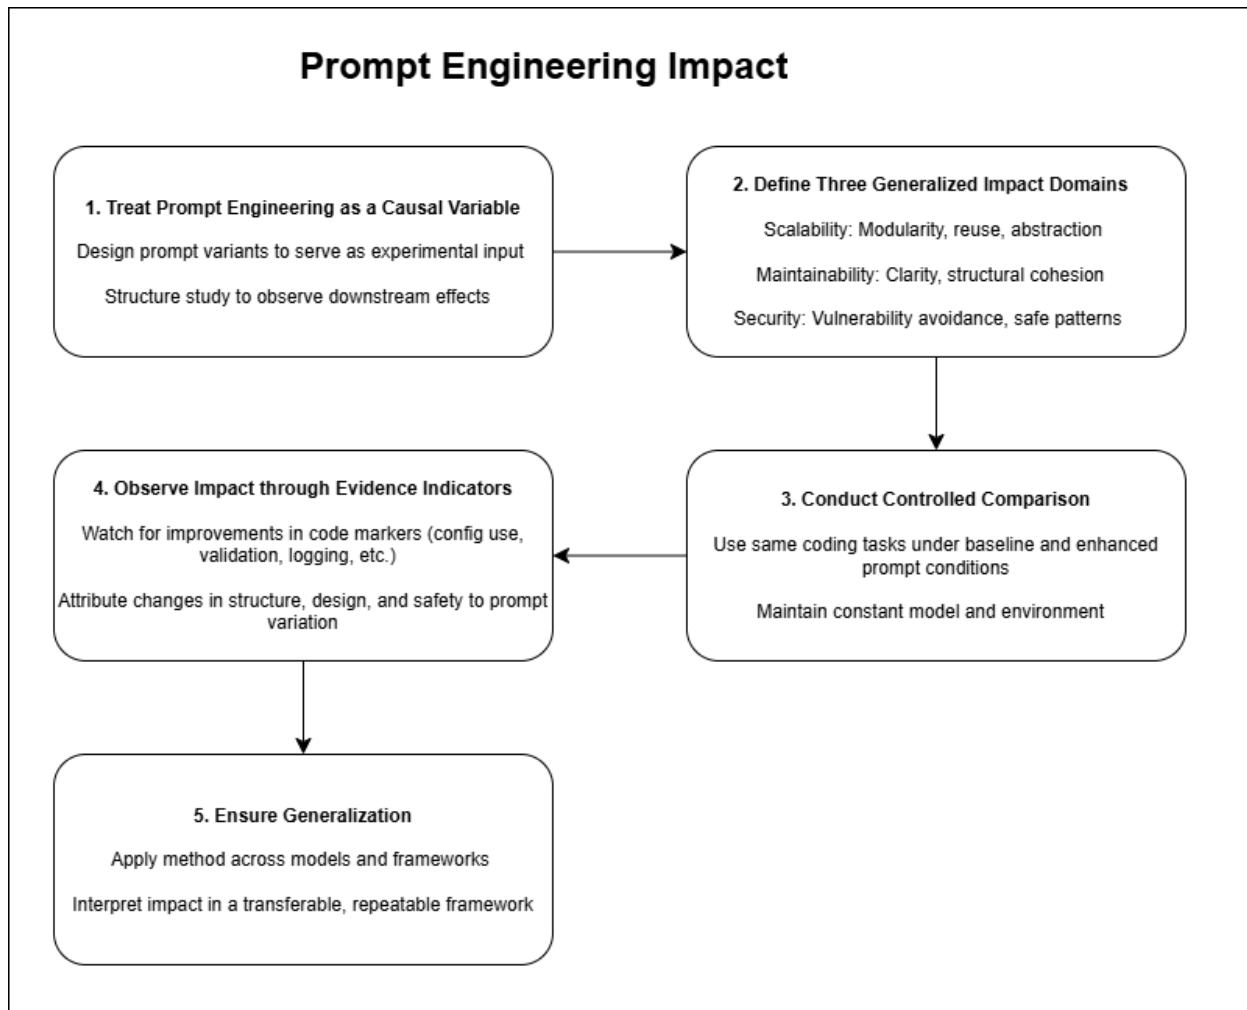 Prompt Engineering Impact
1. Treat Prompt Engineering as a Causal Variable
Design prompt variants to serve as experimental input
Structure study to observe downstream effects
2. Define Three Generalized Impact Domains
Scalability: Modularity, reuse, abstraction
Maintainability: Clarity, structural cohesion
Security: Vulnerability avoidance, safe patterns
3. Conduct Controlled Comparison
Use same coding tasks under baseline and enhanced
prompt conditions
Maintain constant model and environment
4. Observe Impact through Evidence Indicators
Watch for improvements in code markers (config use,
validation, logging, etc.)
Attribute changes in structure, design, and safety to prompt
variation
5. Ensure Generalization
Apply method across models and frameworks
Interpret impact in a transferable, repeatable framework